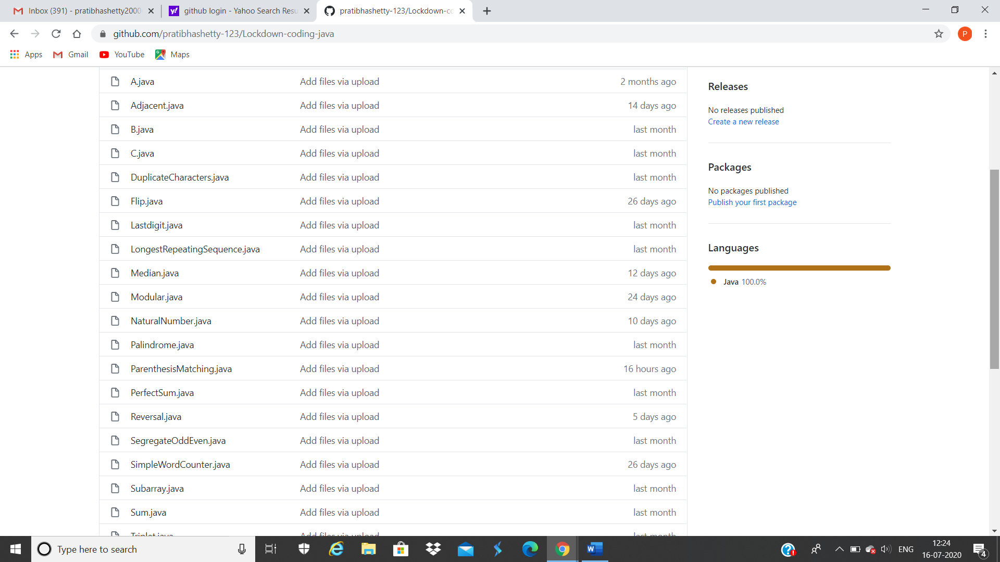 Inbox (391) - pratibhashetty2000
github login - Yahoo Search Resu
pratibhashetty-123/Lockdown-co
github.com/pratibhashetty-123/Lockdown-coding-java
P
Apps
Gmail
YouTube
Maps
A.java Add files via upload 2 months ago
Adjacent.java Add files via upload 14 days ago
B.java Add files via upload last month
C.java Add files via upload last month
DuplicateCharacters.java Add files via upload last month
Flip.java Add files via upload 26 days ago
Lastdigit.java Add files via upload last month
LongestRepeatingSequence.java Add files via upload last month
Median.java Add files via upload 12 days ago
Modular.java Add files via upload 24 days ago
NaturalNumber.java Add files via upload 10 days ago
Palindrome.java Add files via upload last month
ParenthesisMatching.java Add files via upload 16 hours ago
PerfectSum.java Add files via upload last month
Reversal.java Add files via upload 5 days ago
SegregateOddEven.java Add files via upload last month
SimpleWordCounter.java Add files via upload 26 days ago
Subarray.java Add files via upload last month
Sum.java Add files via upload last month
Triplet.java Add files via upload last month
Releases
No releases published
Create a new release
Packages
No packages published
Publish your first package
Languages
Java 100.0%
Type here to search
ENG
12:24
16-07-2020
4